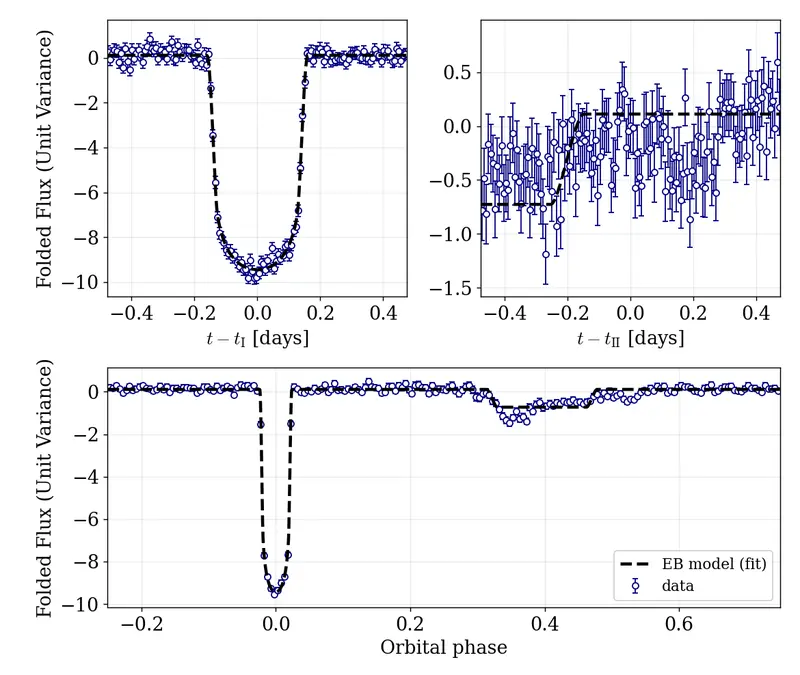 Folded Flux (Unit Variance)
0
−2
−4
−6
−8
−10
−0.4 −0.2 0.0 0.2 0.4
t − tI [days]
0.5
0.0
−0.5
−1.0
−1.5
−0.4 −0.2 0.0 0.2 0.4
t − tII [days]
Folded Flux (Unit Variance)
0
−2
−4
−6
−8
−10
EB model (fit)
data
−0.2 0.0 0.2 0.4 0.6
Orbital phase